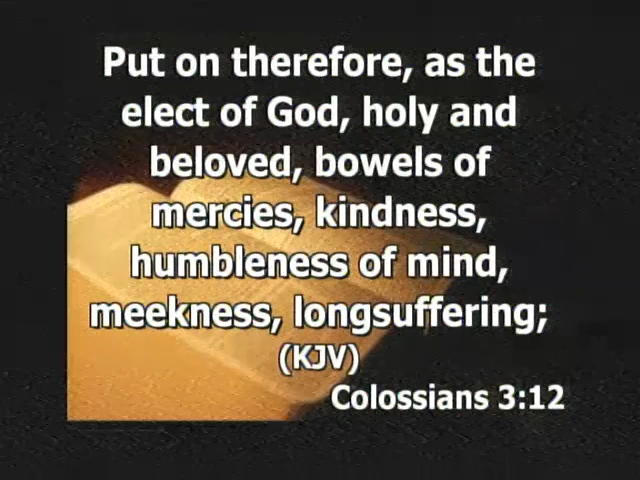 Put on therefore, as the
elect of God, holy and
beloved, bowels of
mercies, kindness,
humbleness of mind,
meekness, longsuffering;
(KJV)
Colossians 3:12